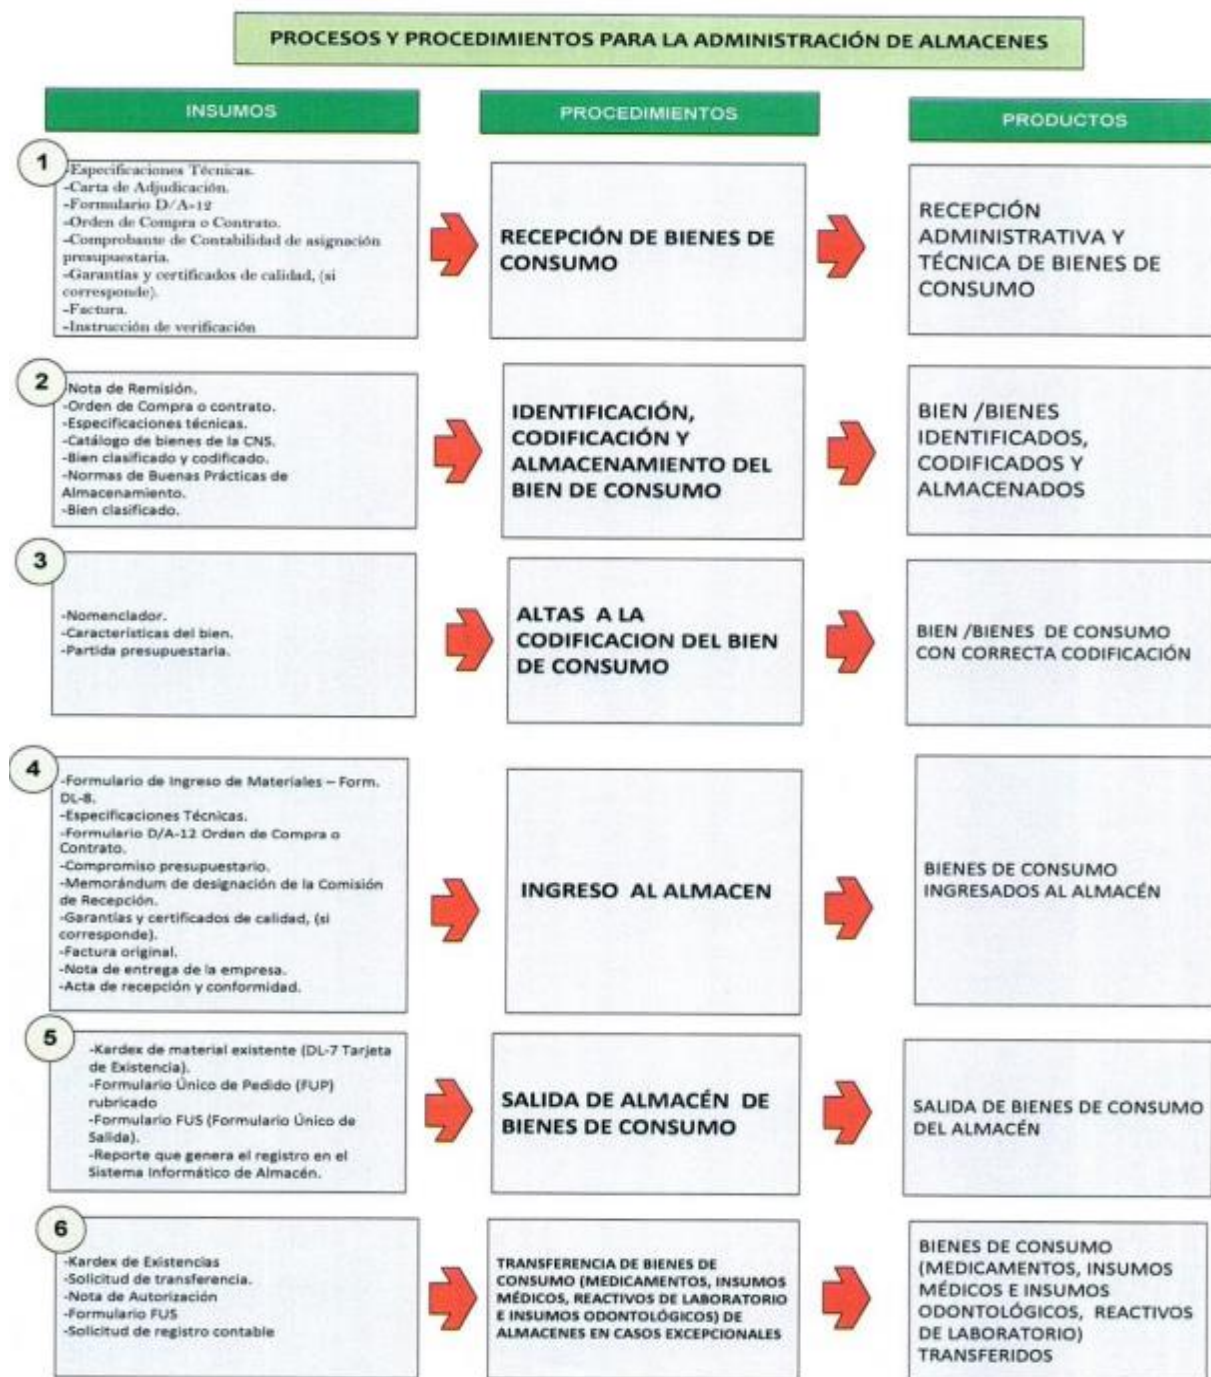 PROCESOS Y PROCEDIMIENTOS PARA LA ADMINISTRACIÓN DE ALMACENES
INSUMOS
PROCEDIMIENTOS
PRODUCTOS
1
-Especificaciones Técnicas.
-Carta de Adjudicación.
-Formulario D/A-12
-Orden de Compra o Contrato.
-Comprobante de Contabilidad de asignación
presupuestaria.
-Garantías y certificados de calidad, (si
corresponde).
-Factura.
-Instrucción de verificación
RECEPCIÓN DE BIENES DE
CONSUMO
RECEPCIÓN
ADMINISTRATIVA Y
TÉCNICA DE BIENES DE
CONSUMO
2
-Nota de Remisión.
-Orden de Compra o contrato.
-Especificaciones técnicas.
-Catálogo de bienes de la CNS.
-Bien clasificado y codificado.
-Normas de Buenas Prácticas de
Almacenamiento.
-Bien clasificado.
IDENTIFICACIÓN,
CODIFICACIÓN Y
ALMACENAMIENTO DEL
BIEN DE CONSUMO
BIEN /BIENES
IDENTIFICADOS,
CODIFICADOS Y
ALMACENADOS
3
-Nomenclador.
-Características del bien.
-Partida presupuestaria.
ALTAS A LA
CODIFICACION DEL BIEN
DE CONSUMO
BIEN /BIENES DE CONSUMO
CON CORRECTA CODIFICACIÓN
4
-Formulario de Ingreso de Materiales – Form.
DL-8.
-Especificaciones Técnicas.
-Formulario D/A-12 Orden de Compra o
Contrato.
-Compromiso presupuestario.
-Memorándum de designación de la Comisión
de Recepción.
-Garantías y certificados de calidad, (si
corresponde).
-Factura original.
-Nota de entrega de la empresa.
-Acta de recepción y conformidad.
INGRESO AL ALMACEN
BIENES DE CONSUMO
INGRESADOS AL ALMACÉN
5
-Kardex de material existente (DL-7 Tarjeta
de Existencia).
-Formulario Único de Pedido (FUP)
rubricado
-Formulario FUS (Formulario Único de
Salida).
-Reporte que genera el registro en el
Sistema Informático de Almacén.
SALIDA DE ALMACÉN DE
BIENES DE CONSUMO
SALIDA DE BIENES DE CONSUMO
DEL ALMACÉN
6
-Kardex de Existencias
-Solicitud de transferencia.
-Nota de Autorización
-Formulario FUS
-Solicitud de registro contable
TRANSFERENCIA DE BIENES DE
CONSUMO (MEDICAMENTOS, INSUMOS
MÉDICOS, REACTIVOS DE LABORATORIO
E INSUMOS ODONTOLÓGICOS) DE
ALMACENES EN CASOS EXCEPCIONALES
BIENES DE CONSUMO
(MEDICAMENTOS, INSUMOS
MÉDICOS E INSUMOS
ODONTOLÓGICOS, REACTIVOS
DE LABORATORIO)
TRANSFERIDOS